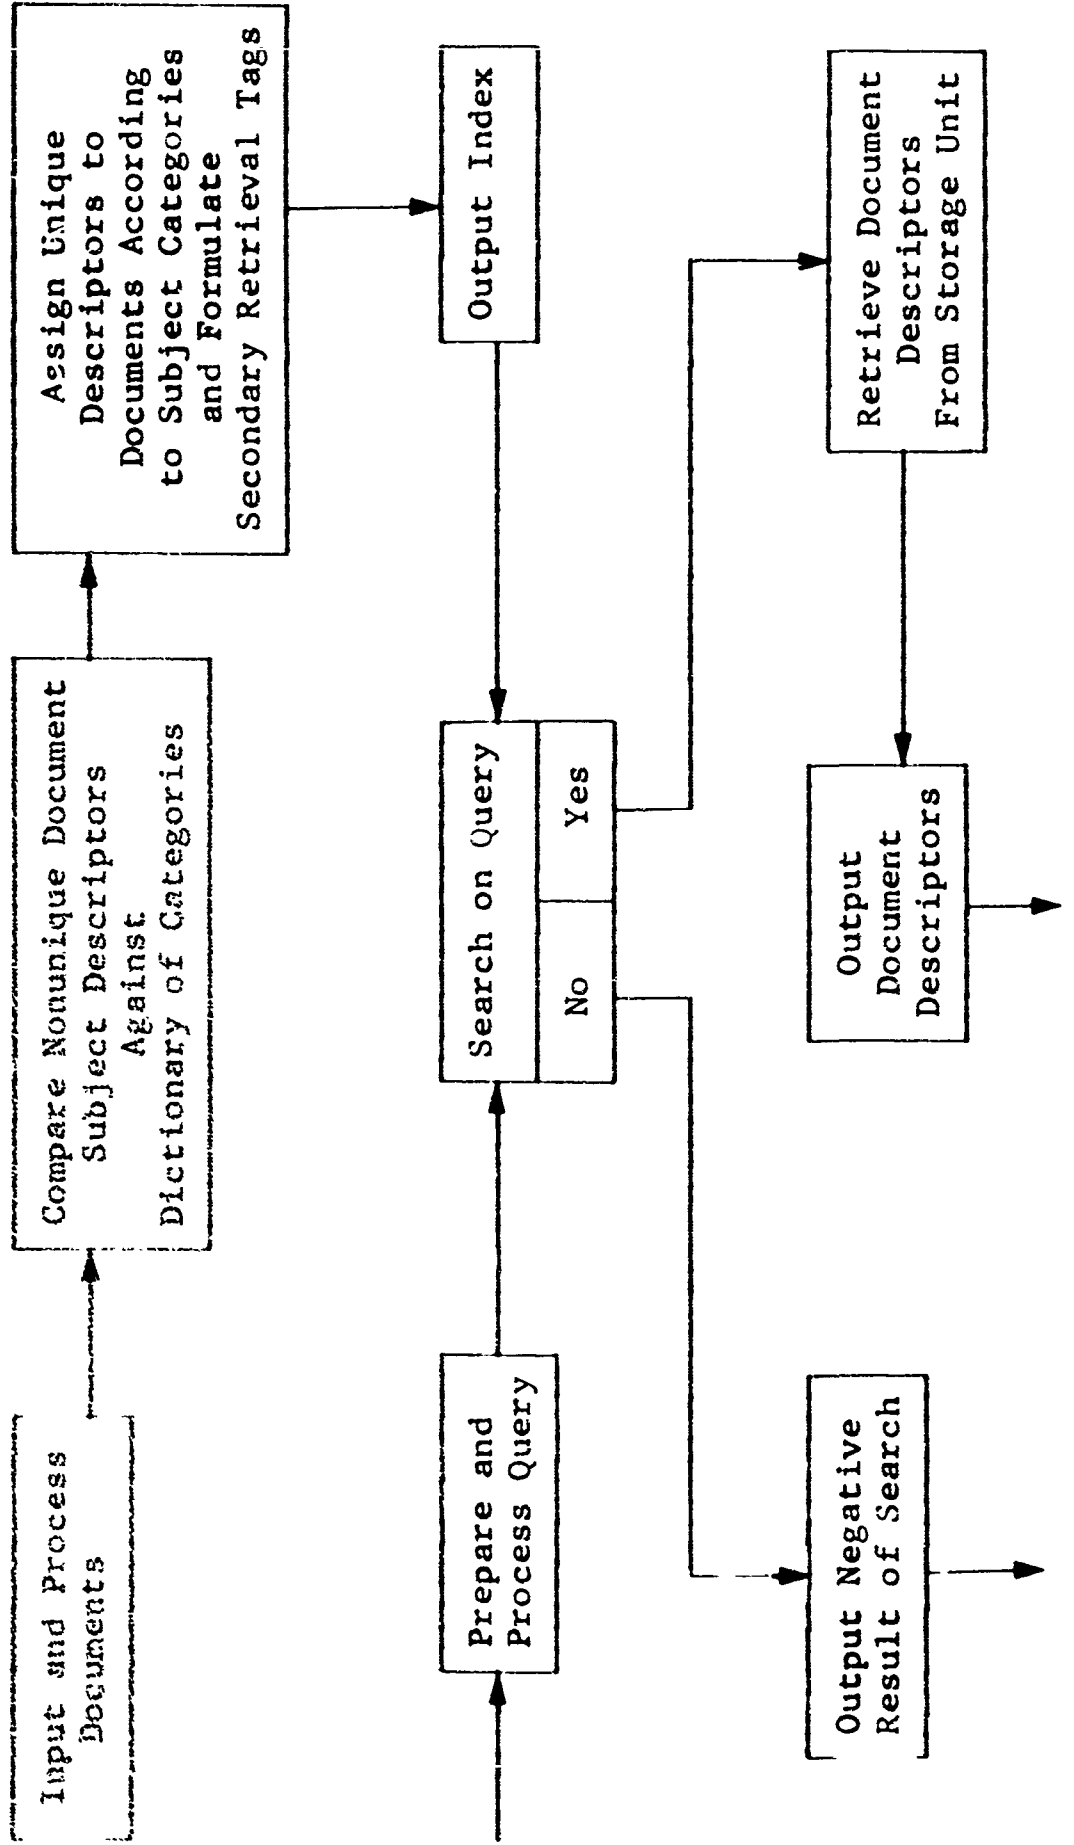 Input and Process
Documents
Compare Nonunique Document
Subject Descriptors
Against
Dictionary of Categories
Assign Unique
Descriptors to
Documents According
to Subject Categories
and Formulate
Secondary Retrieval Tags
Prepare and
Process Query
Search on Query
No
Yes
Output Index
Output Negative
Result of Search
Output
Document
Descriptors
Retrieve Document
Descriptors
From Storage Unit